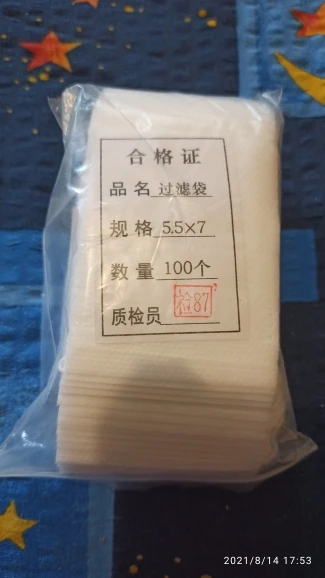 合格证
品名 过滤袋
规格 5.5×7
数量 100个
质检员 检87
2021/8/14 17:53